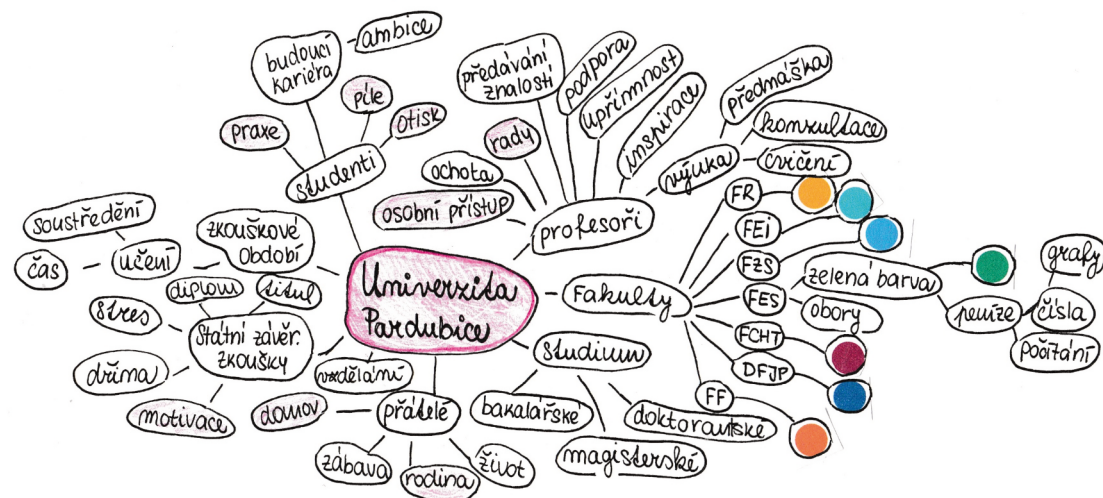 budoucí
kariéra
ambice
píle
praxe
otisk
studenti
předávání
znalostí
podpora
upřímnost
inspirace
rady
ochota
osobní přístup
profesoři
výuka
předmáška
konzultace
cvičení
soustředění
čas
učení
zkouškové
období
diplom
titul
stres
Státní závěr.
zkoušky
dřina
motivace
Univerzita
Pardubice
vzdělání
domov
přátelé
zábava
rodina
život
studium
bakalářské
magisterské
doktorantské
Fakulty
FR
FEI
FZS
FES
zelená barva
obory
peníze
grafy
čísla
počítání
FCHT
DFJP
FF